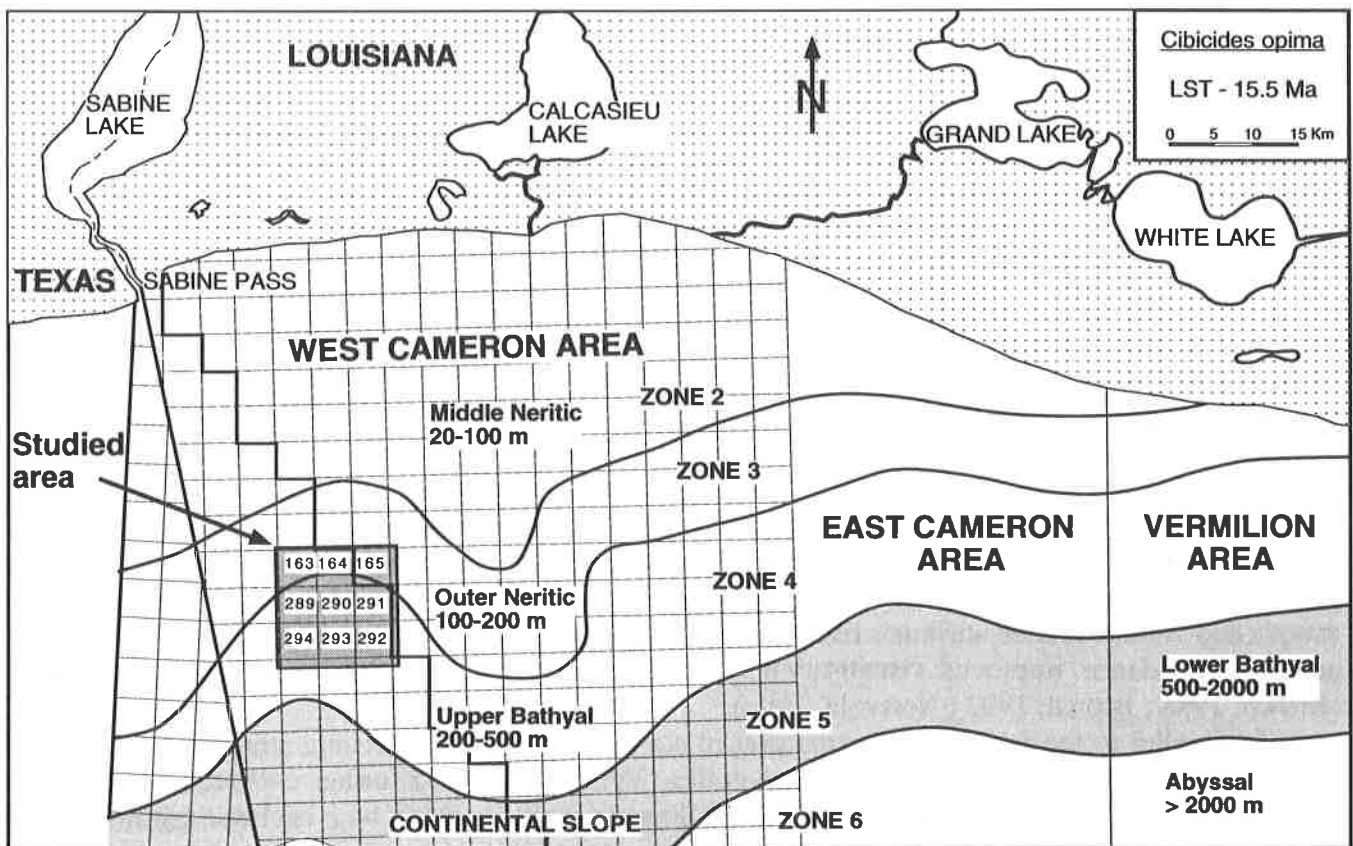 LOUISIANA
SABINE
LAKE
CALCASIEU
LAKE
N
GRAND LAKE
Cibicides opima
LST - 15.5 Ma
0 5 10 15 Km
WHITE LAKE
TEXAS
SABINE PASS
WEST CAMERON AREA
ZONE 2
Middle Neritic
20-100 m
Studied
area
ZONE 3
EAST CAMERON
AREA
VERMILION
AREA
163 164 165
289 290 291
294 293 292
ZONE 4
Outer Neritic
100-200 m
Lower Bathyal
500-2000 m
Upper Bathyal
200-500 m
ZONE 5
Abyssal
> 2000 m
CONTINENTAL SLOPE
ZONE 6